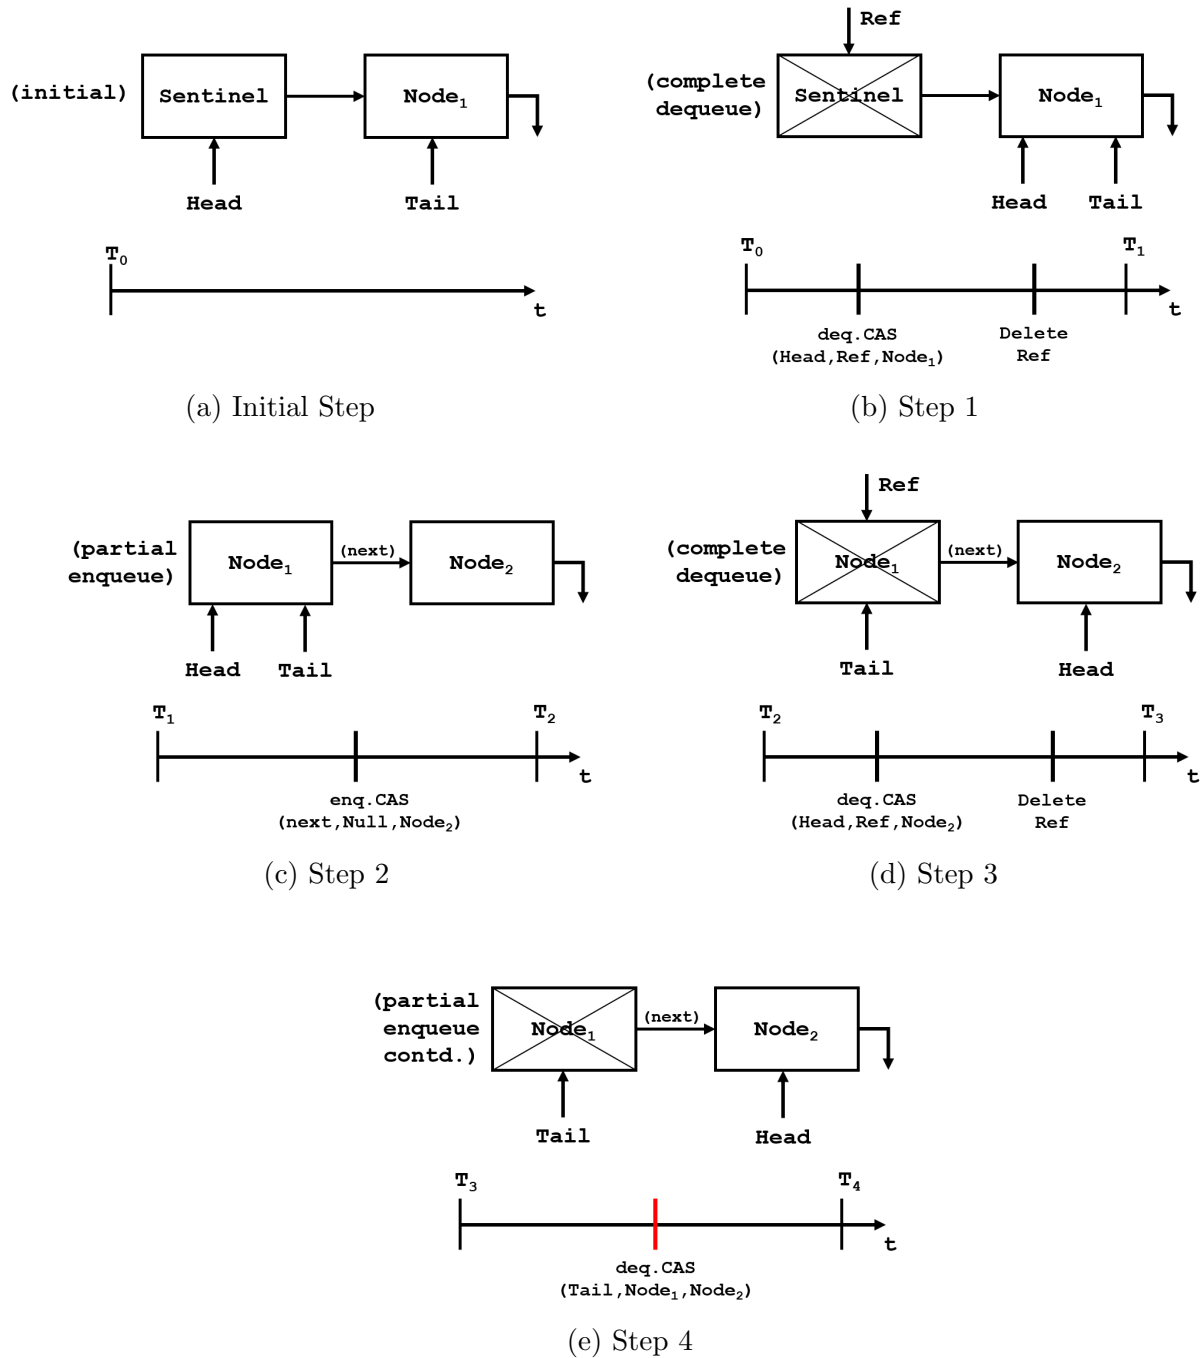 (initial)
Sentinel
Node₁
Head
Tail
T₀
t
(a) Initial Step
Ref
(complete
dequeue)
Sentinel
Node₁
Head
Tail
T₀
T₁
t
deq.CAS
(Head,Ref,Node₁)
Delete
Ref
(b) Step 1
(partial
enqueue)
Node₁
(next)
Node₂
Head
Tail
T₁
T₂
t
enq.CAS
(next,Null,Node₂)
(c) Step 2
Ref
(complete
dequeue)
Node₁
(next)
Node₂
Tail
Head
T₂
T₃
t
deq.CAS
(Head,Ref,Node₂)
Delete
Ref
(d) Step 3
(partial
enqueue
contd.)
Node₁
(next)
Node₂
Tail
Head
T₃
T₄
t
deq.CAS
(Tail,Node₁,Node₂)
(e) Step 4